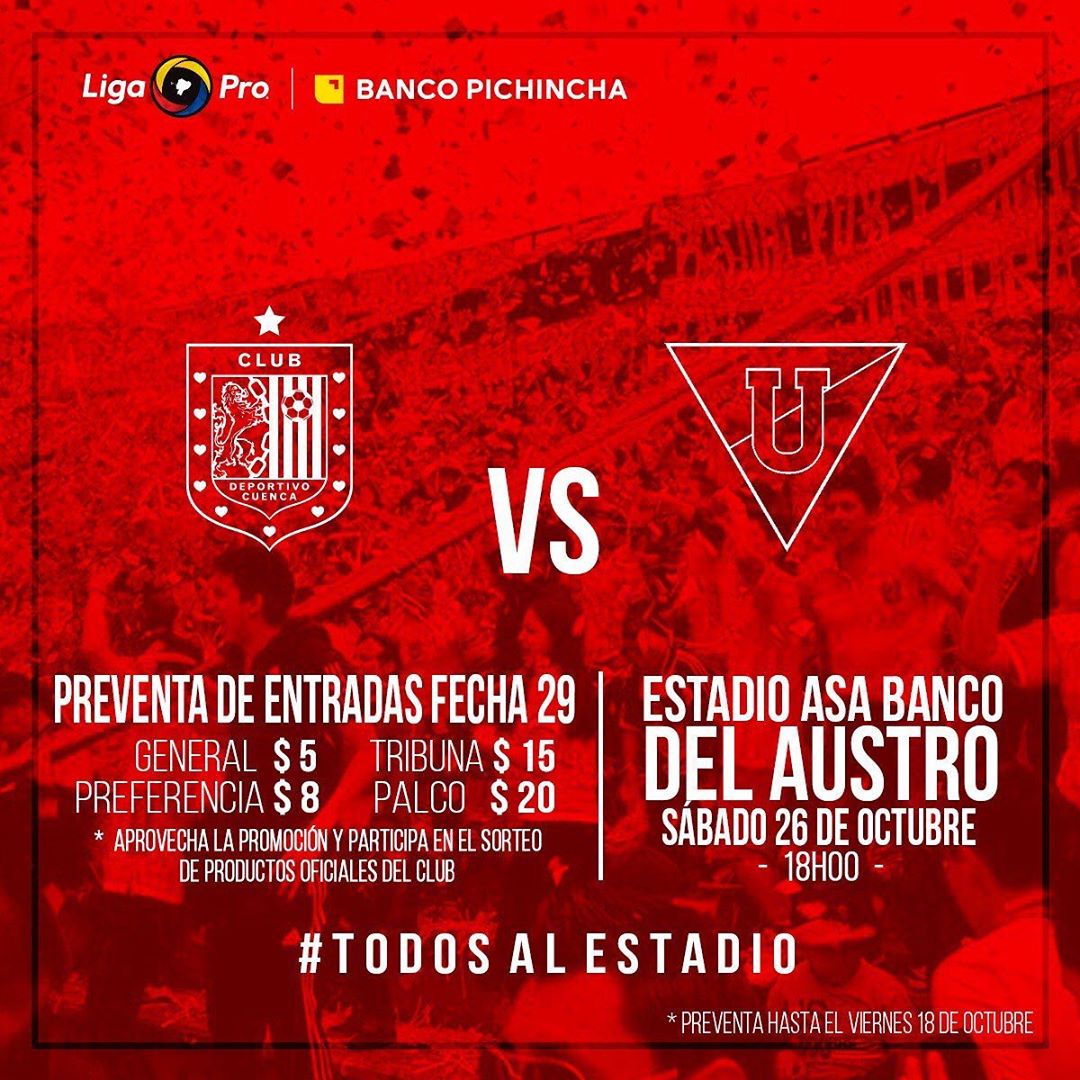 Liga Pro | BANCO PICHINCHA
CLUB
DEPORTIVO
CUENCA
U
VS
PREVENTA DE ENTRADAS FECHA 29
GENERAL $ 5 TRIBUNA $ 15
PREFERENCIA $ 8 PALCO $ 20
* APROVECHA LA PROMOCIÓN Y PARTICIPA EN EL SORTEO
DE PRODUCTOS OFICIALES DEL CLUB
ESTADIO ASA BANCO
DEL AUSTRO
SÁBADO 26 DE OCTUBRE
- 18H00 -
#TODOS AL ESTADIO
* PREVENTA HASTA EL VIERNES 18 DE OCTUBRE